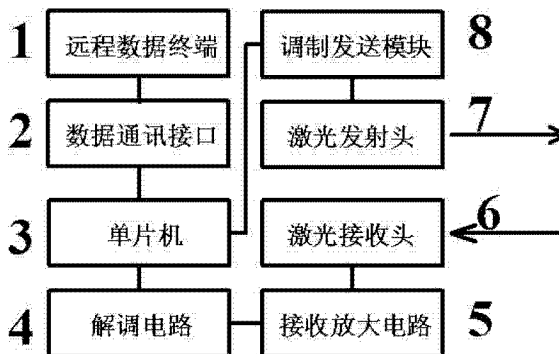 1 远程数据终端
调制发送模块 8
2 数据通讯接口
激光发射头 7
3 单片机
激光接收头 6
4 解调电路
接收放大电路 5